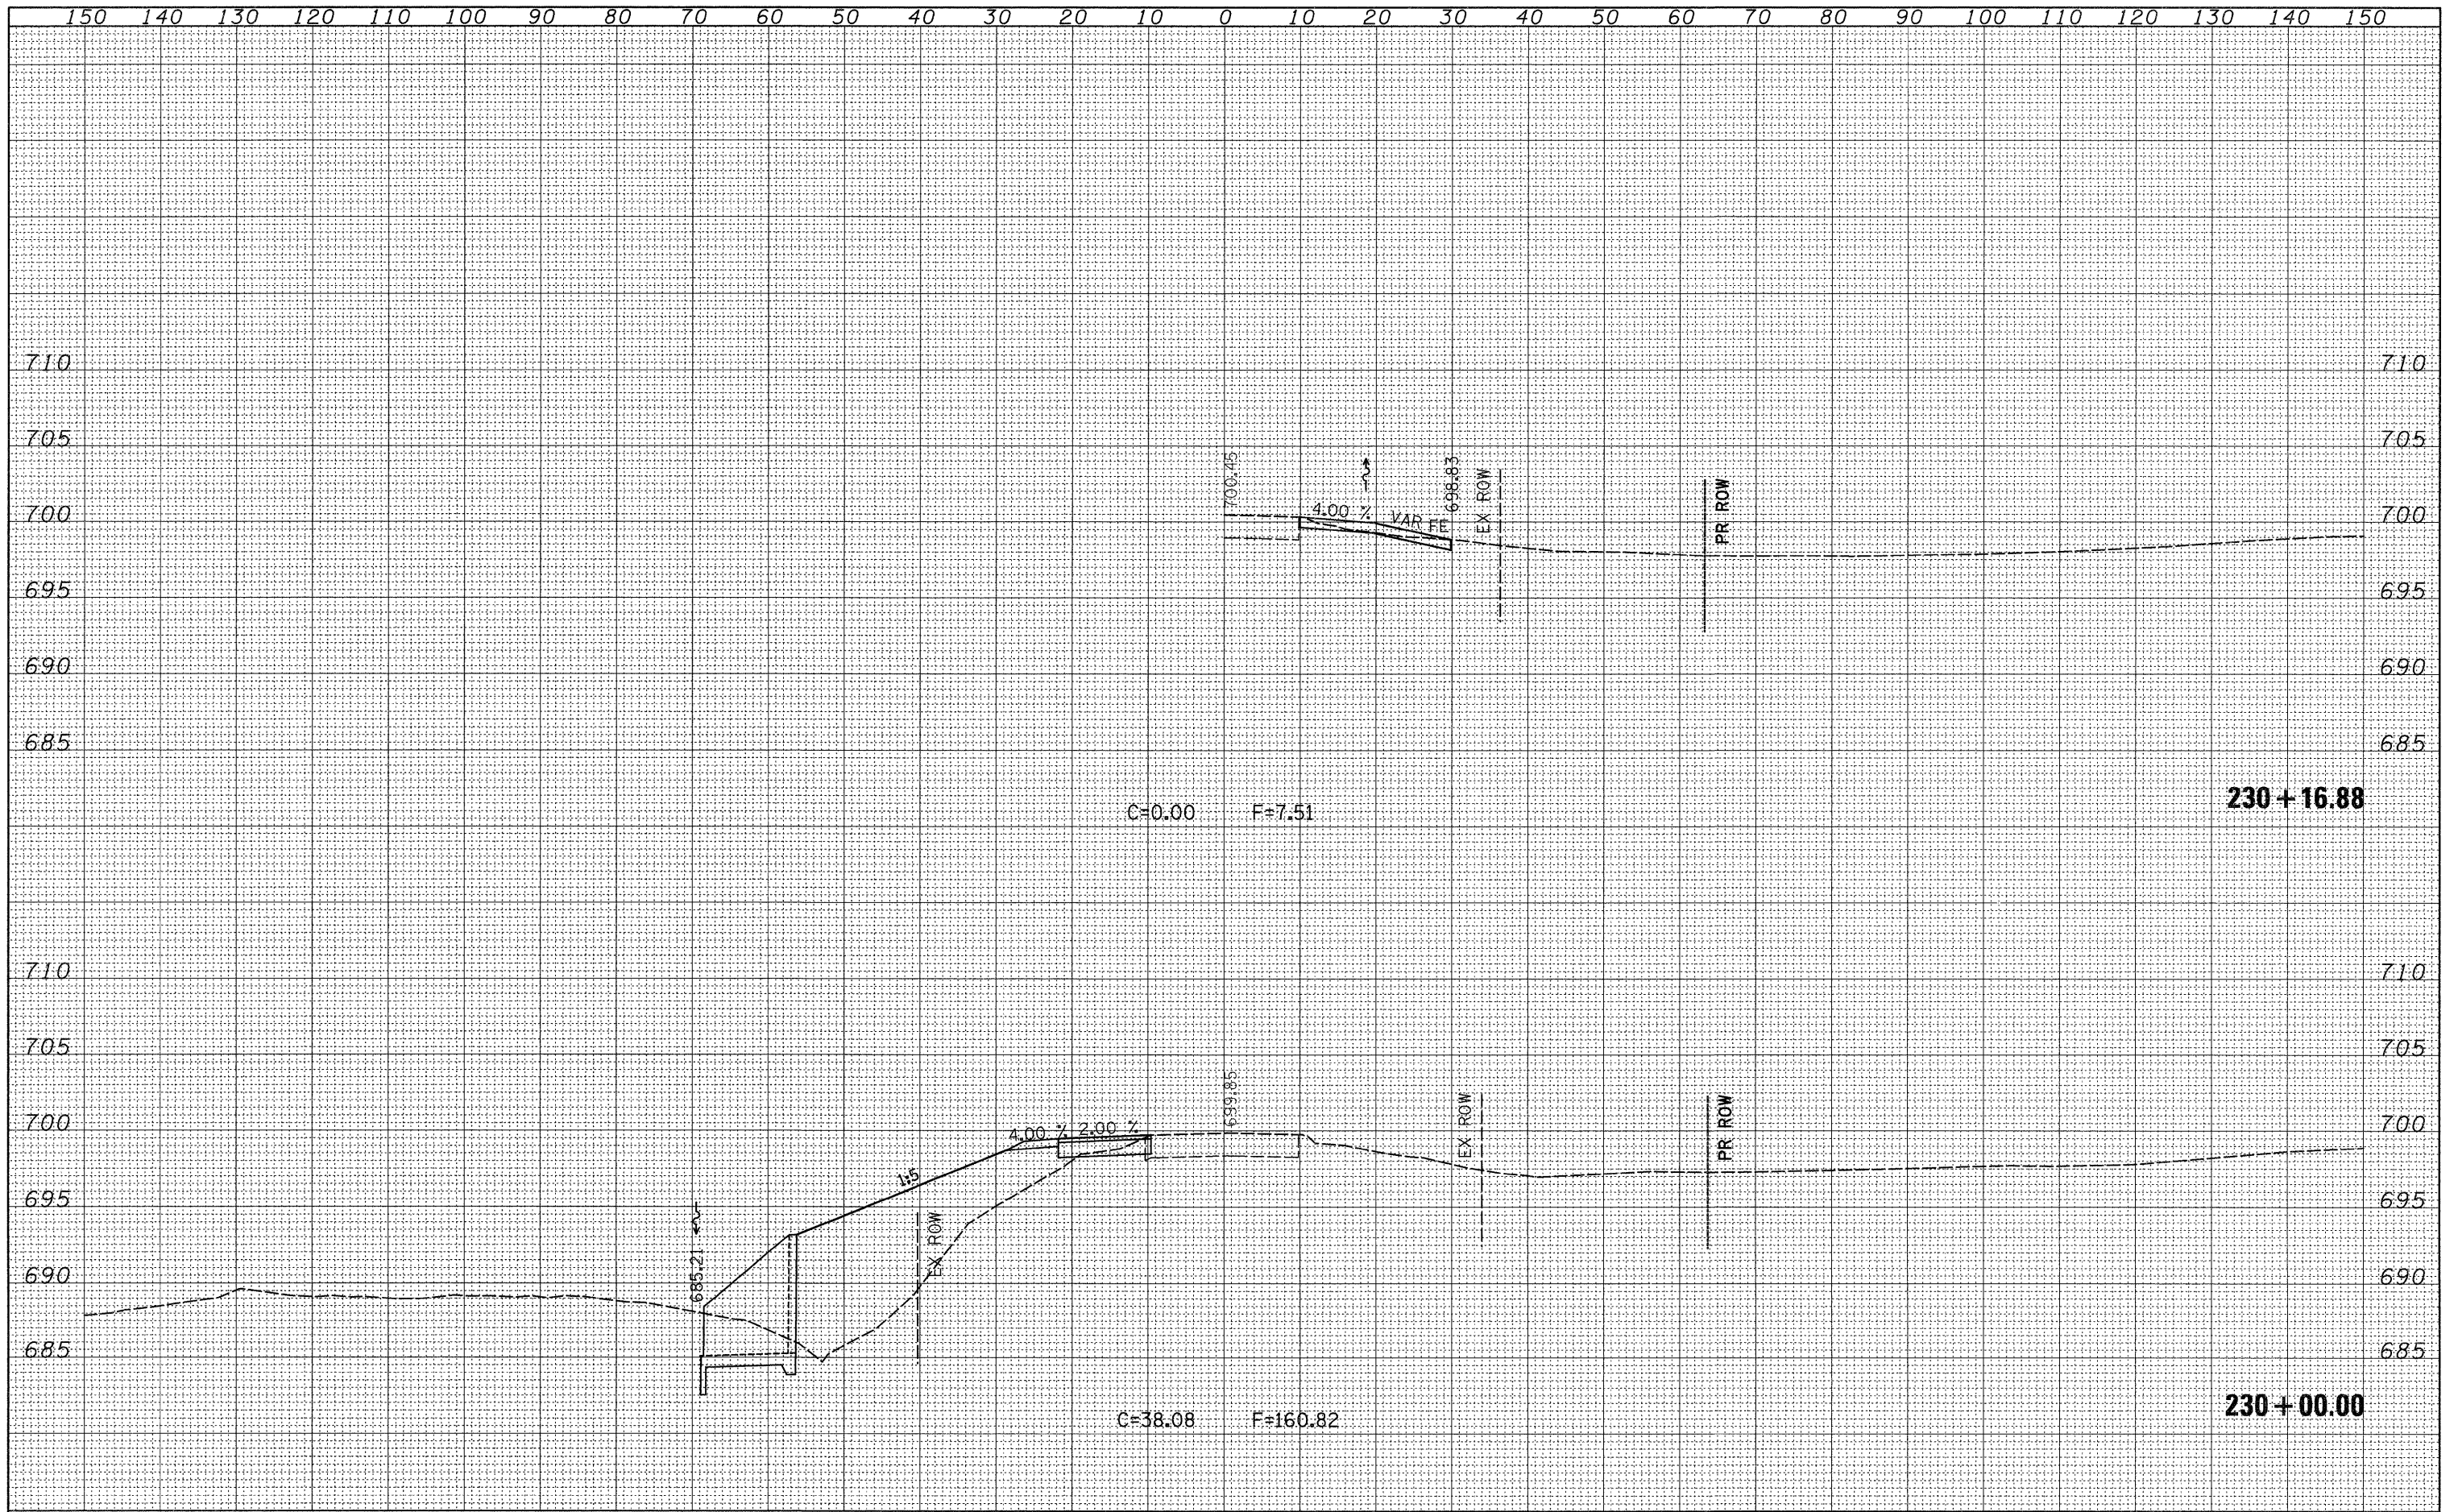 150 140 130 120 110 100 90 80 70 60 50 40 30 20 10 0 10 20 30 40 50 60 70 80 90 100 110 120 130 140 150
710 710
705 705
700.45 698.83 EX ROW PR ROW
700 4.00 % VAR FE 700
695 695
690 690
685 685
C=0.00 F=7.51 230+16.88
710 710
705 705
699.85 EX ROW PR ROW
700 4.00 % 2.00 % 700
1:5
695 695
685.21 EX ROW
690 690
685 685
C=38.08 F=160.82 230+00.00